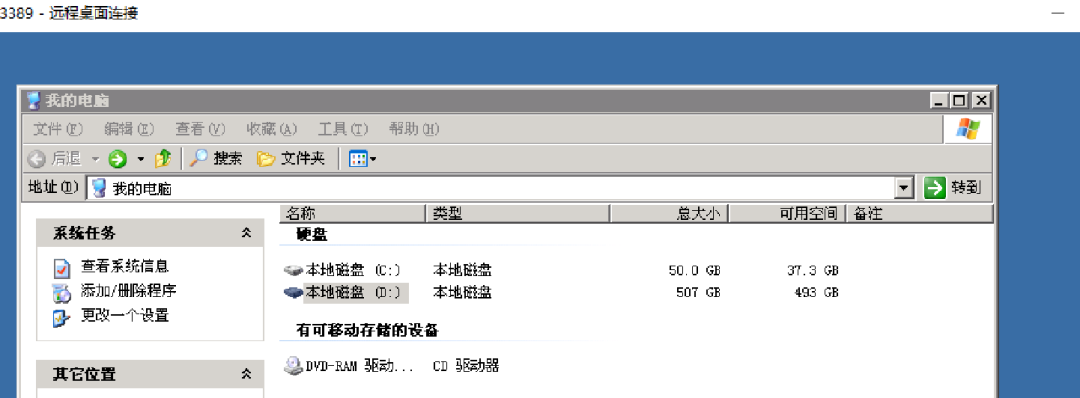 3389 - 远程桌面连接
我的电脑
文件(F) 编辑(E) 查看(V) 收藏(A) 工具(T) 帮助(H)
后退 搜索 文件夹
地址(D) 我的电脑 转到
名称 类型 总大小 可用空间 备注
系统任务
硬盘
查看系统信息
本地磁盘 (C:) 本地磁盘 50.0 GB 37.3 GB
添加/删除程序
本地磁盘 (D:) 本地磁盘 507 GB 493 GB
更改一个设置
有可移动存储的设备
其它位置
DVD-RAM 驱动... CD 驱动器